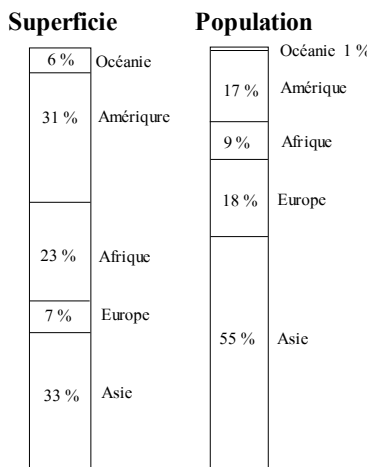 Superficie
6 % Océanie
31 % Amériqure
23 % Afrique
7 % Europe
33 % Asie
Population
Océanie 1 %
17 % Amérique
9 % Afrique
18 % Europe
55 % Asie